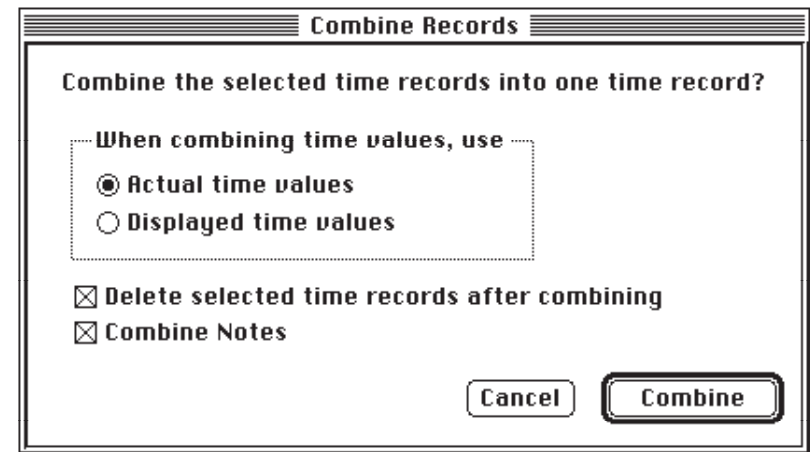 Combine Records
Combine the selected time records into one time record?
When combining time values, use
Actual time values
Displayed time values
Delete selected time records after combining
Combine Notes
Cancel
Combine